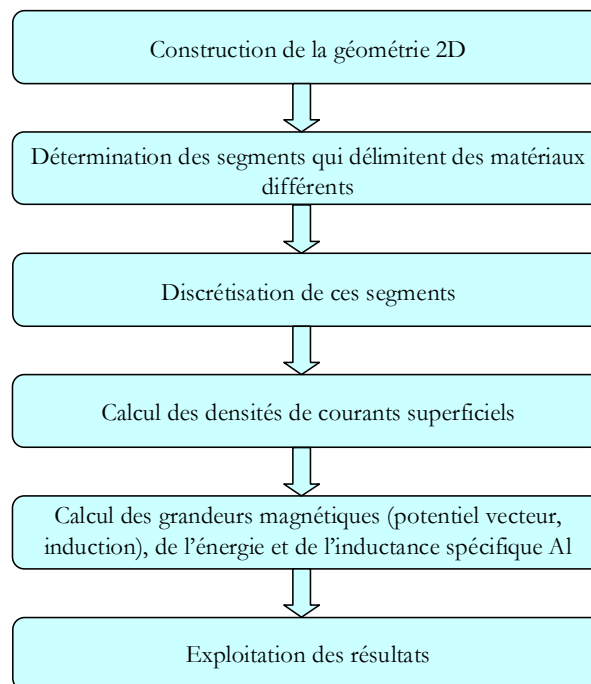 Construction de la géométrie 2D
Détermination des segments qui délimitent des matériaux
différents
Discrétisation de ces segments
Calcul des densités de courants superficiels
Calcul des grandeurs magnétiques (potentiel vecteur,
induction), de l'énergie et de l'inductance spécifique Al
Exploitation des résultats